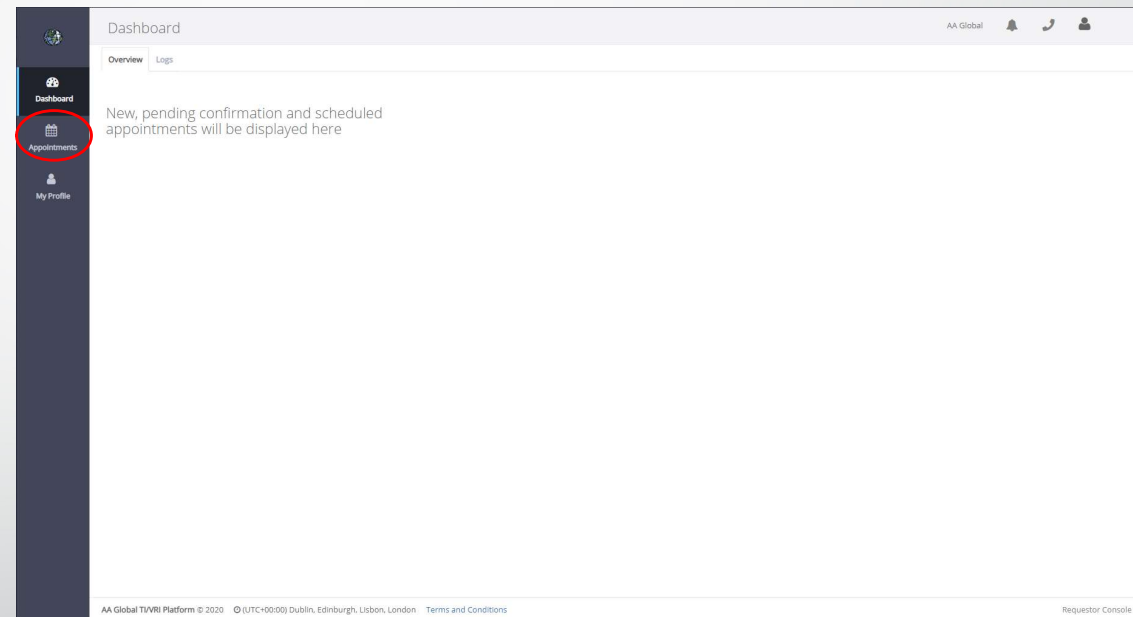 Dashboard
AA Global
Overview Logs
Dashboard
New, pending confirmation and scheduled
appointments will be displayed here
Appointments
My Profile
AA Global TI/VRI Platform © 2020 (UTC+00:00) Dublin, Edinburgh, Lisbon, London Terms and Conditions
Requestor Console